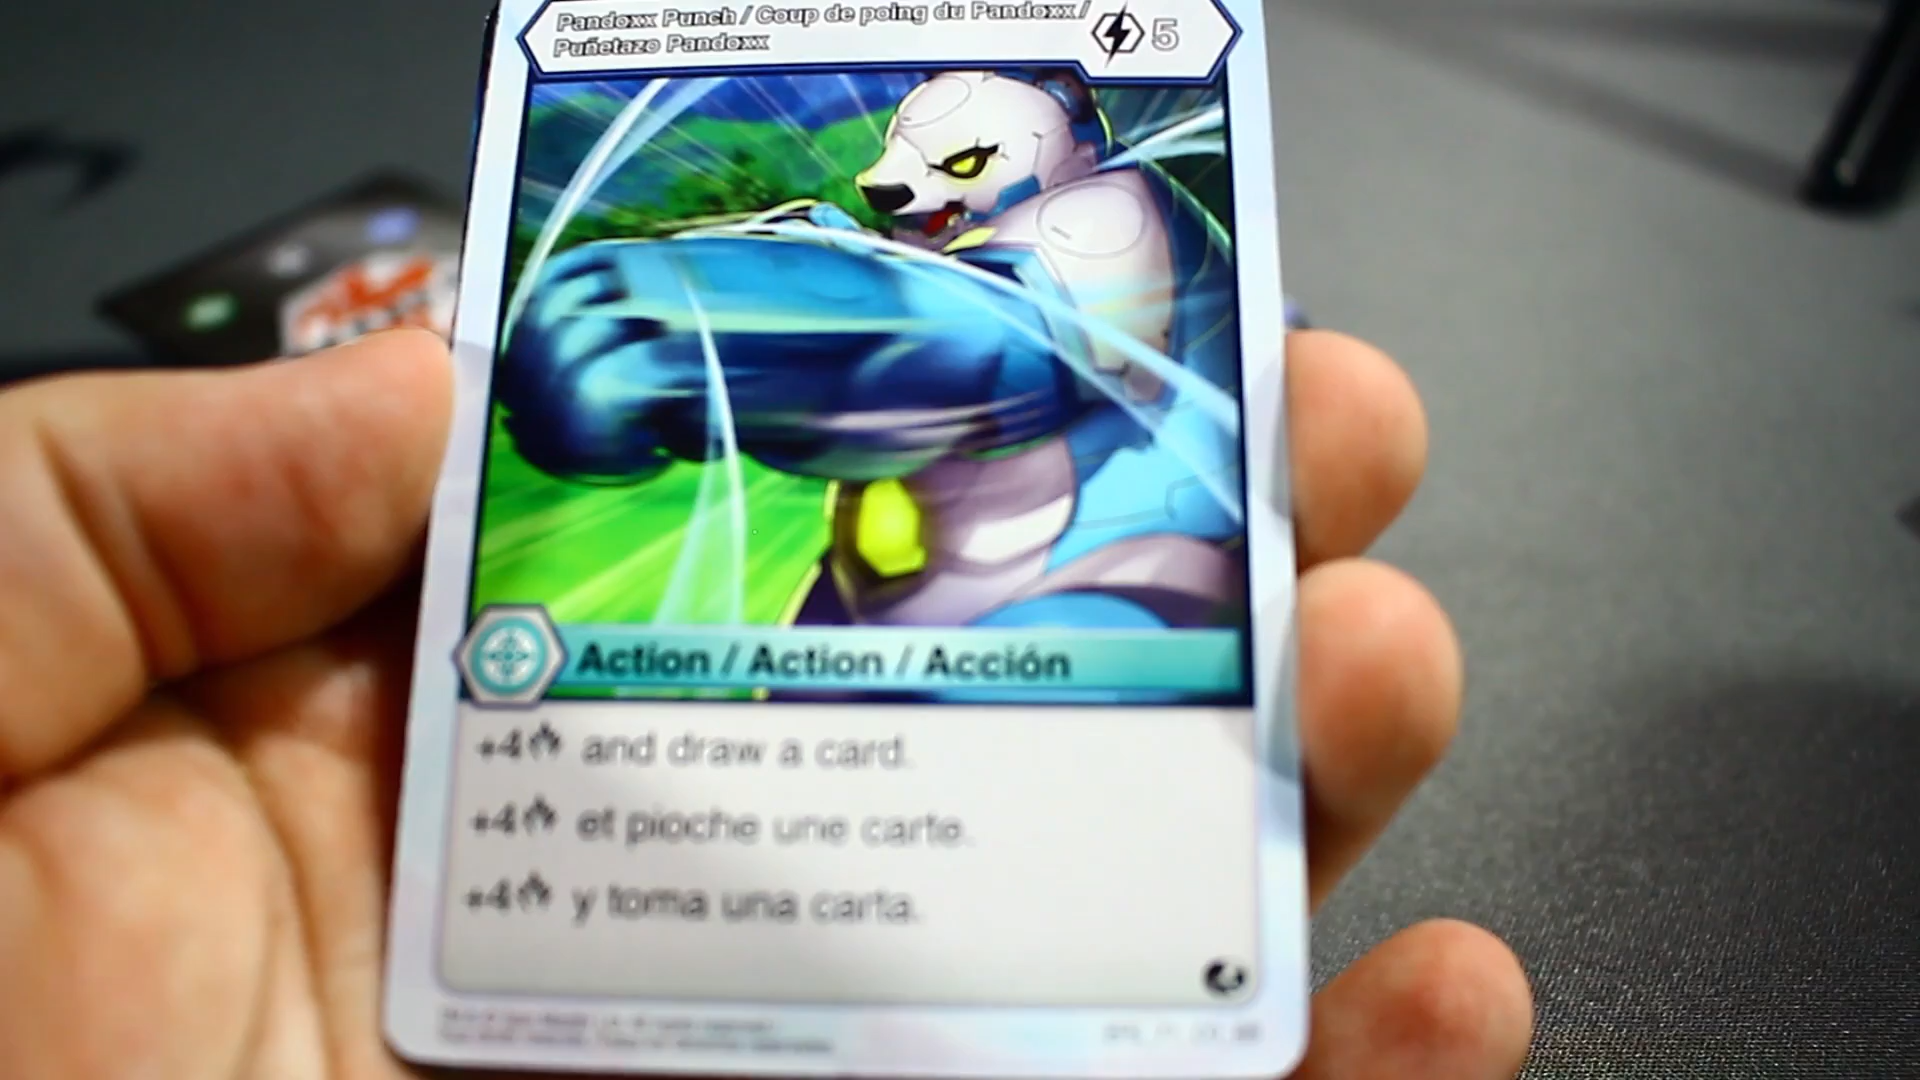 Pandoxx Punch / Coup de poing du Pandoxx /
Puñetazo Pandoxx
5
Action / Action / Acción
+4 and draw a card.
+4 et pioche une carte.
+4 y toma una carta.